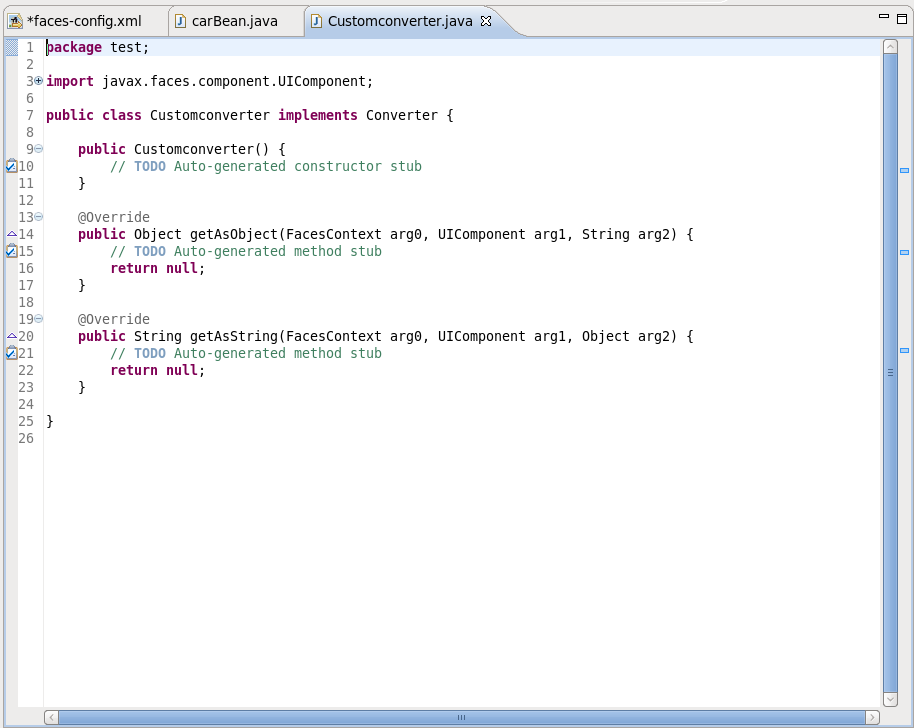 *faces-config.xml carBean.java Customconverter.java
1 package test;
2
3 import javax.faces.component.UIComponent;
6
7 public class Customconverter implements Converter {
8
9 public Customconverter() {
10 // TODO Auto-generated constructor stub
11 }
12
13 @Override
14 public Object getAsObject(FacesContext arg0, UIComponent arg1, String arg2) {
15 // TODO Auto-generated method stub
16 return null;
17 }
18
19 @Override
20 public String getAsString(FacesContext arg0, UIComponent arg1, Object arg2) {
21 // TODO Auto-generated method stub
22 return null;
23 }
24
25 }
26